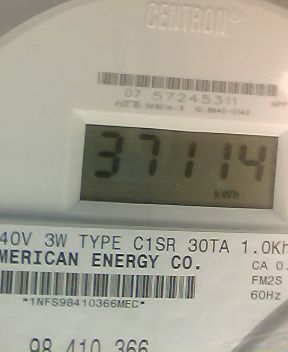 CENTRON®
07 57245311
37114
kWh
40V 3W TYPE C1SR 30TA 1.0Kh
MERICAN ENERGY CO.
CA 0.
FM2S
60Hz
*1NFS98410366MEC*
98 410 366